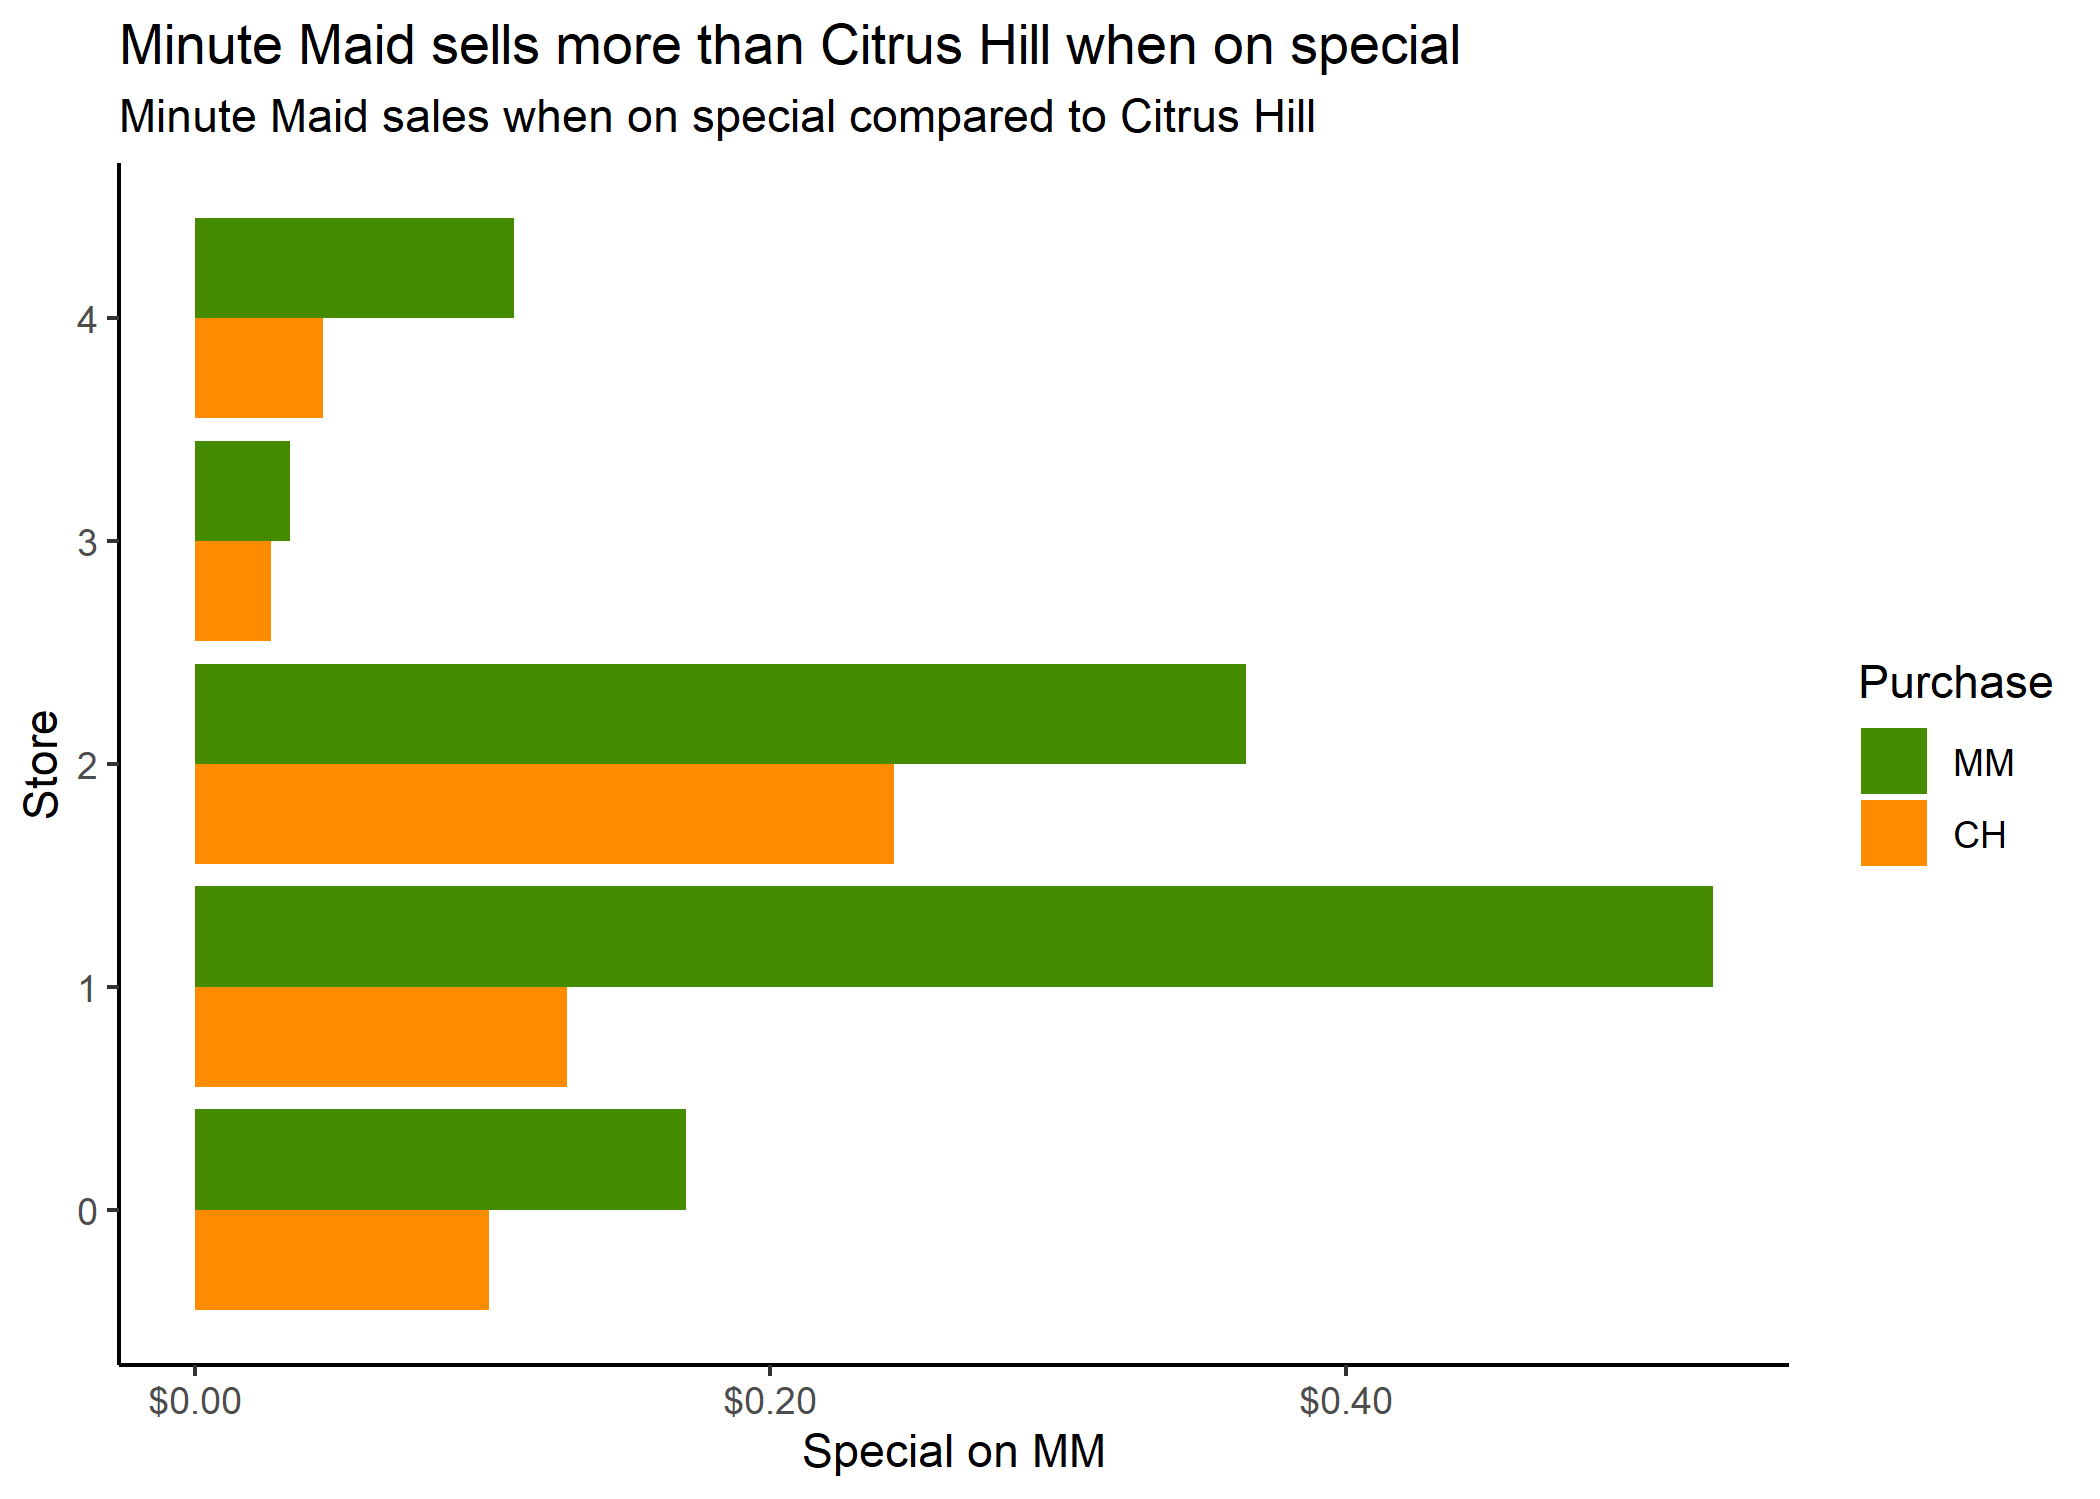 Minute Maid sells more than Citrus Hill when on special
Minute Maid sales when on special compared to Citrus Hill
4
3
2
1
0
Store
$0.00 $0.20 $0.40
Special on MM
Purchase
MM
CH